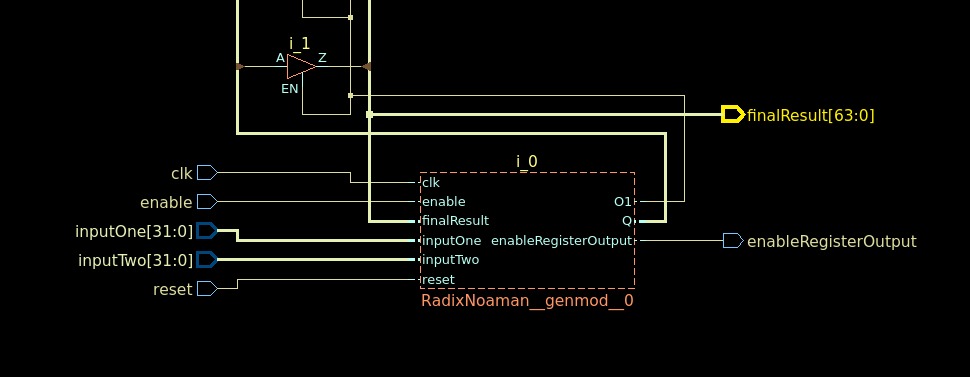 i_1
A Z
EN
finalResult[63:0]
i_0
clk
enable
inputOne[31:0]
inputTwo[31:0]
reset
clk
enable O1
finalResult Q
inputOne enableRegisterOutput
inputTwo
reset
enableRegisterOutput
RadixNoaman__genmod__0